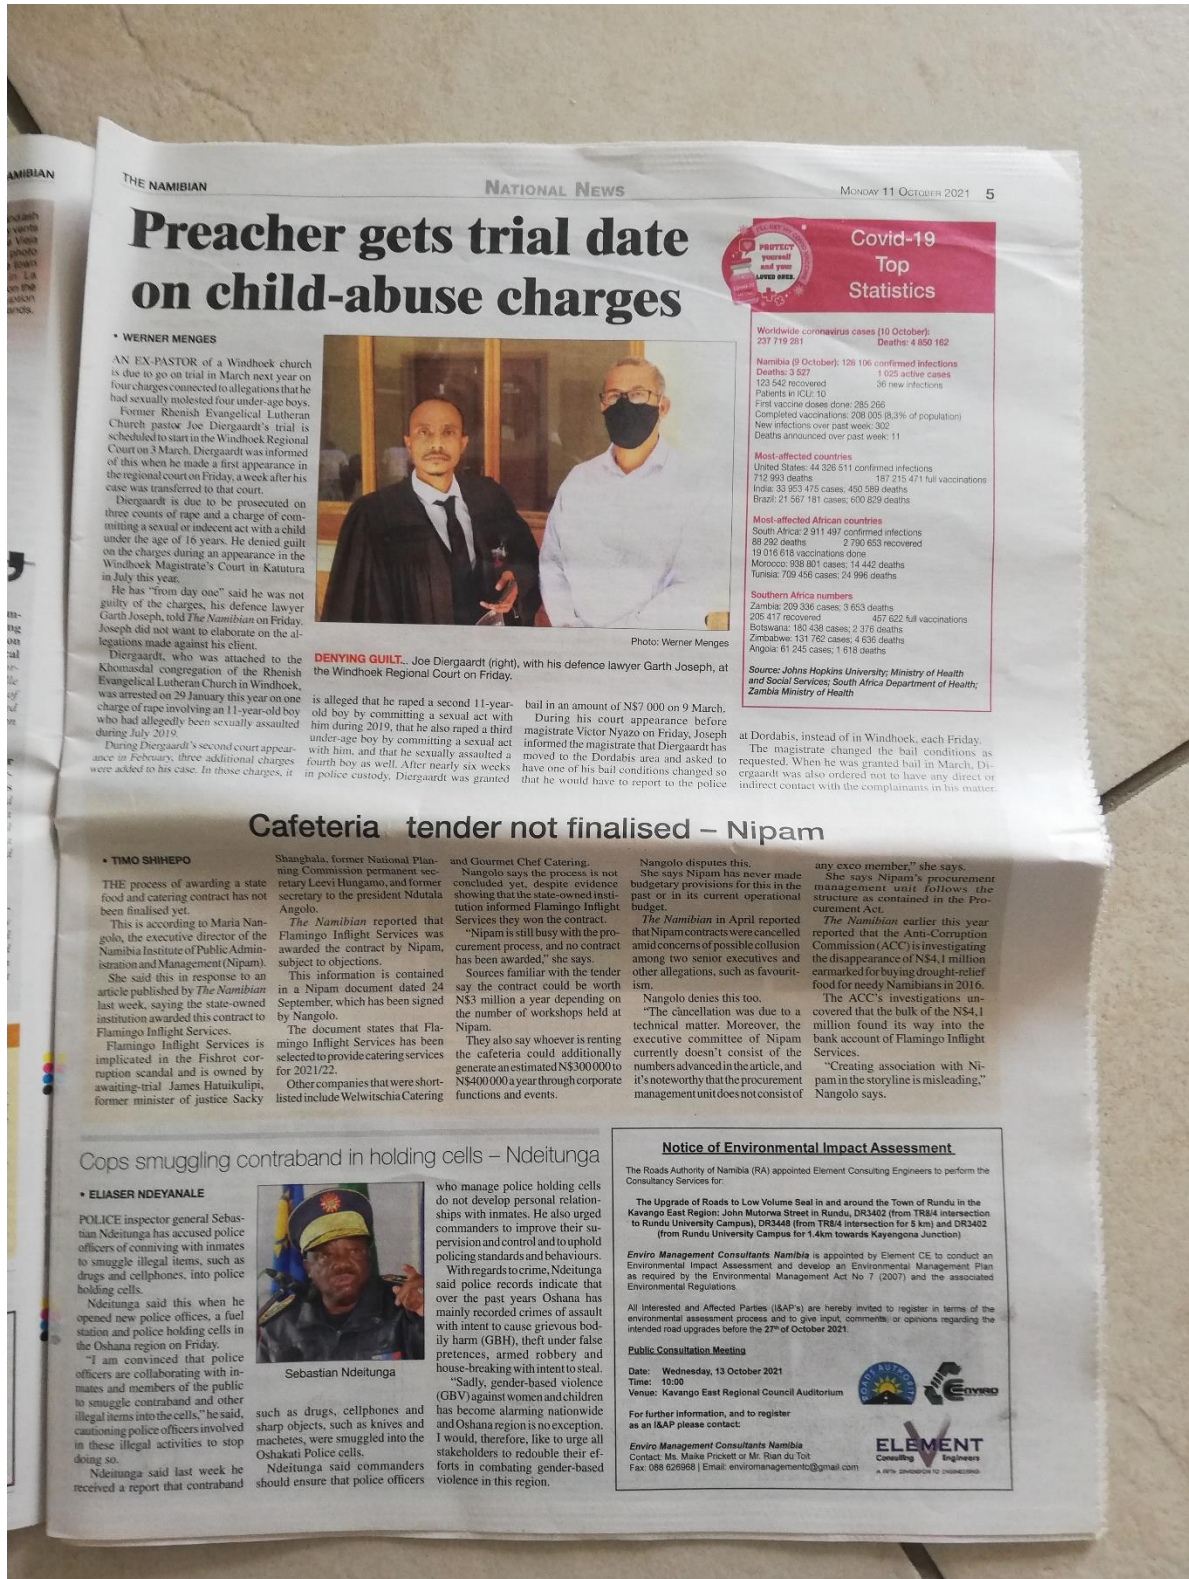 AMIBIAN
THE NAMIBIAN
NATIONAL NEWS
MONDAY 11 OCTOBER 2021 5
Preacher gets trial date
on child-abuse charges
• WERNER MENGES
AN EX-PASTOR of a Windhoek church
is due to go on trial in March next year on
four charges connected to allegations that he
had sexually molested four under-age boys.
Former Rhenish Evangelical Lutheran
Church pastor Joe Diergaardt's trial is
scheduled to start in the Windhoek Regional
Court on 3 March. Diergaardt was informed
of this when he made a first appearance in
the regional court on Friday, a week after his
case was transferred to that court.
Diergaardt is due to be prosecuted on
three counts of rape and a charge of com-
mitting a sexual or indecent act with a child
under the age of 16 years. He denied guilt
on the charges during an appearance in the
Windhoek Magistrate's Court in Katutura
in July this year.
He has "from day one" said he was not
guilty of the charges, his defence lawyer
Garth Joseph, told The Namibian on Friday.
Joseph did not want to elaborate on the al-
legations made against his client.
Diergaardt, who was attached to the
Khomasdal congregation of the Rhenish
Evangelical Lutheran Church in Windhoek,
was arrested on 29 January this year on one
charge of rape involving an 11-year-old boy
who had allegedly been sexually assaulted
during July 2019.
During Diergaardt's second court appear-
ance in February, three additional charges
were added to his case. In those charges, it
Photo: Werner Menges
DENYING GUILT... Joe Diergaardt (right), with his defence lawyer Garth Joseph, at
the Windhoek Regional Court on Friday.
is alleged that he raped a second 11-year-
old boy by committing a sexual act with
him during 2019, that he also raped a third
under-age boy by committing a sexual act
with him, and that he sexually assaulted a
fourth boy as well. After nearly six weeks
in police custody, Diergaardt was granted
bail in an amount of N$7 000 on 9 March.
During his court appearance before
magistrate Victor Nyazo on Friday, Joseph
informed the magistrate that Diergaardt has
moved to the Dordabis area and asked to
have one of his bail conditions changed so
that he would have to report to the police
at Dordabis, instead of in Windhoek, each Friday.
The magistrate changed the bail conditions as
requested. When he was granted bail in March, Di-
ergaardt was also ordered not to have any direct or
indirect contact with the complainants in his matter.
PROTECT
yourself
and your
LOVED ONES.
Covid-19
Top
Statistics
Worldwide coronavirus cases (10 October):
237 719 281 Deaths: 4 850 162
Namibia (9 October): 128 106 confirmed infections
Deaths: 3 527 1 025 active cases
123 542 recovered 36 new infections
Patients in ICU: 10
First vaccine doses done: 285 266
Completed vaccinations: 208 005 (8,3% of population)
New infections over past week: 302
Deaths announced over past week: 11
Most-affected countries
United States: 44 326 511 confirmed infections
712 993 deaths 187 215 471 full vaccinations
India: 33 953 475 cases; 450 589 deaths
Brazil: 21 567 181 cases; 600 829 deaths
Most-affected African countries
South Africa: 2 911 497 confirmed infections
88 292 deaths 2 790 653 recovered
19 016 618 vaccinations done
Morocco: 938 801 cases; 14 442 deaths
Tunisia: 709 456 cases; 24 996 deaths
Southern Africa numbers
Zambia: 209 336 cases; 3 653 deaths
205 417 recovered 457 622 full vaccinations
Botswana: 180 438 cases; 2 376 deaths
Zimbabwe: 131 762 cases; 4 636 deaths
Angola: 61 245 cases; 1 618 deaths
Source: Johns Hopkins University; Ministry of Health
and Social Services; South Africa Department of Health;
Zambia Ministry of Health
Cafeteria tender not finalised – Nipam
• TIMO SHIHEPO
THE process of awarding a state
food and catering contract has not
been finalised yet.
This is according to Maria Nan-
golo, the executive director of the
Namibia Institute of Public Admin-
istration and Management (Nipam).
She said this in response to an
article published by The Namibian
last week, saying the state-owned
institution awarded this contract to
Flamingo Inflight Services.
Flamingo Inflight Services is
implicated in the Fishrot cor-
ruption scandal and is owned by
awaiting-trial James Hatuikulipi,
former minister of justice Sacky
Shanghala, former National Plan-
ning Commission permanent sec-
retary Leevi Hungamo, and former
secretary to the president Ndutala
Angolo.
The Namibian reported that
Flamingo Inflight Services was
awarded the contract by Nipam,
subject to objections.
This information is contained
in a Nipam document dated 24
September, which has been signed
by Nangolo.
The document states that Fla-
mingo Inflight Services has been
selected to provide catering services
for 2021/22.
Other companies that were short-
listed include Welwitschia Catering
and Gourmet Chef Catering.
Nangolo says the process is not
concluded yet, despite evidence
showing that the state-owned insti-
tution informed Flamingo Inflight
Services they won the contract.
"Nipam is still busy with the pro-
curement process, and no contract
has been awarded," she says.
Sources familiar with the tender
say the contract could be worth
N$3 million a year depending on
the number of workshops held at
Nipam.
They also say whoever is renting
the cafeteria could additionally
generate an estimated N$300 000 to
N$400 000 a year through corporate
functions and events.
Nangolo disputes this.
She says Nipam has never made
budgetary provisions for this in the
past or in its current operational
budget.
The Namibian in April reported
that Nipam contracts were cancelled
amid concerns of possible collusion
among two senior executives and
other allegations, such as favourit-
ism.
Nangolo denies this too.
"The cancellation was due to a
technical matter. Moreover, the
executive committee of Nipam
currently doesn't consist of the
numbers advanced in the article, and
it's noteworthy that the procurement
management unit does not consist of
any exco member," she says.
She says Nipam's procurement
management unit follows the
structure as contained in the Pro-
curement Act.
The Namibian earlier this year
reported that the Anti-Corruption
Commission (ACC) is investigating
the disappearance of N$4,1 million
earmarked for buying drought-relief
food for needy Namibians in 2016.
The ACC's investigations un-
covered that the bulk of the N$4,1
million found its way into the
bank account of Flamingo Inflight
Services.
"Creating association with Ni-
pam in the storyline is misleading,"
Nangolo says.
Cops smuggling contraband in holding cells – Ndeitunga
• ELIASER NDEYANALE
POLICE inspector general Sebas-
tian Ndeitunga has accused police
officers of conniving with inmates
to smuggle illegal items, such as
drugs and cellphones, into police
holding cells.
Ndeitunga said this when he
opened new police offices, a fuel
station and police holding cells in
the Oshana region on Friday.
"I am convinced that police
officers are collaborating with in-
mates and members of the public
to smuggle contraband and other
illegal items into the cells," he said,
cautioning police officers involved
in these illegal activities to stop
doing so.
Ndeitunga said last week he
received a report that contraband
Sebastian Ndeitunga
such as drugs, cellphones and
sharp objects, such as knives and
machetes, were smuggled into the
Oshakati Police cells.
Ndeitunga said commanders
should ensure that police officers
who manage police holding cells
do not develop personal relation-
ships with inmates. He also urged
commanders to improve their su-
pervision and control and to uphold
policing standards and behaviours.
With regards to crime, Ndeitunga
said police records indicate that
over the past years Oshana has
mainly recorded crimes of assault
with intent to cause grievous bod-
ily harm (GBH), theft under false
pretences, armed robbery and
house-breaking with intent to steal.
"Sadly, gender-based violence
(GBV) against women and children
has become alarming nationwide
and Oshana region is no exception.
I would, therefore, like to urge all
stakeholders to redouble their ef-
forts in combating gender-based
violence in this region.
Notice of Environmental Impact Assessment
The Roads Authority of Namibia (RA) appointed Element Consulting Engineers to perform the
Consultancy Services for:
The Upgrade of Roads to Low Volume Seal in and around the Town of Rundu in the
Kavango East Region: John Mutorwa Street in Rundu, DR3402 (from TR8/4 intersection
to Rundu University Campus), DR3448 (from TR8/4 intersection for 5 km) and DR3402
(from Rundu University Campus for 1.4km towards Kayengona Junction)
Enviro Management Consultants Namibia is appointed by Element CE to conduct an
Environmental Impact Assessment and develop an Environmental Management Plan
as required by the Environmental Management Act No 7 (2007) and the associated
Environmental Regulations.
All Interested and Affected Parties (I&AP's) are hereby invited to register in terms of the
environmental assessment process and to give input, comments, or opinions regarding the
intended road upgrades before the 27th of October 2021.
Public Consultation Meeting
Date: Wednesday, 13 October 2021
Time: 10:00
Venue: Kavango East Regional Council Auditorium
For further information, and to register
as an I&AP please contact:
Enviro Management Consultants Namibia
Contact: Ms. Maike Prickett or Mr. Rian du Toit
Fax: 088 626968 | Email: enviromanagementc@gmail.com
ROADS AUTHORITY
ENVIRO
ELEMENT
Consulting Engineers